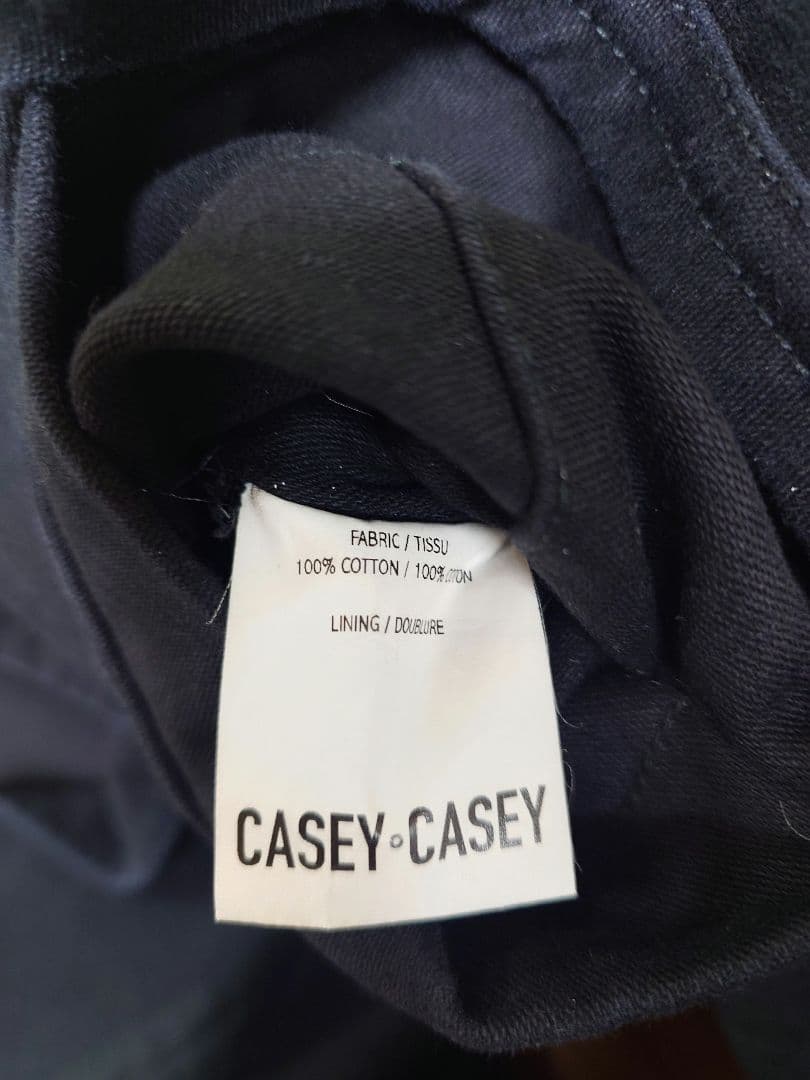 FABRIC / TISSU
100% COTTON / 100% COTON
LINING / DOUBLURE
CASEY°CASEY